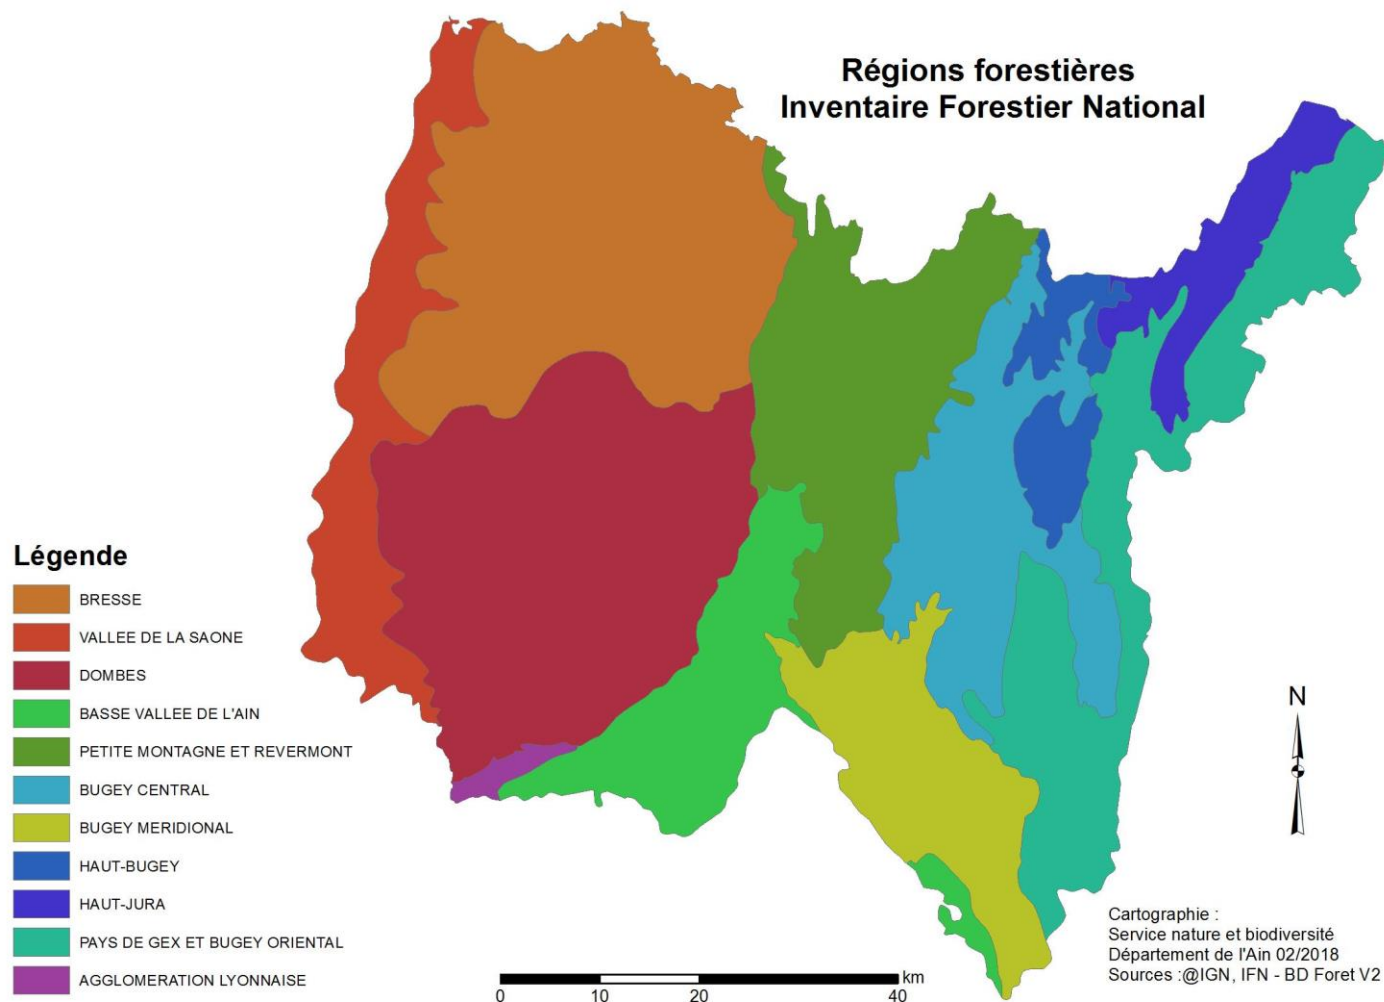 Régions forestières
Inventaire Forestier National
Légende
BRESSE
VALLEE DE LA SAONE
DOMBES
BASSE VALLEE DE L'AIN
PETITE MONTAGNE ET REVERMONT
BUGEY CENTRAL
BUGEY MERIDIONAL
HAUT-BUGEY
HAUT-JURA
PAYS DE GEX ET BUGEY ORIENTAL
AGGLOMERATION LYONNAISE
N
km
0 10 20 40
Cartographie :
Service nature et biodiversité
Département de l'Ain 02/2018
Sources :@IGN, IFN - BD Foret V2